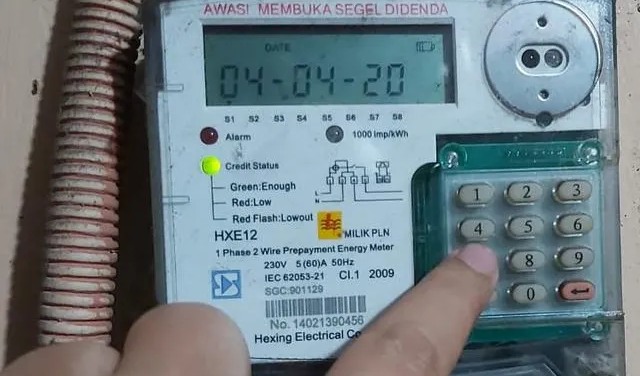 AWASI MEMBUKA SEGEL DIDENDA
DATE
04-04-20
S1 S2 S3 S4 S5 S6 S7 S8
Alarm
1000 imp/kWh
Credit Status
Green:Enough
Red:Low
Red Flash:Lowout
HXE12
MILIK PLN
1 Phase 2 Wire Prepayment Energy Meter
230V 5(60)A 50Hz
IEC 62053-21 Cl.1 2009
SGC:901129
No. 14021390456
Hexing Electrical
1 2 3
4 5 6
8 9
0